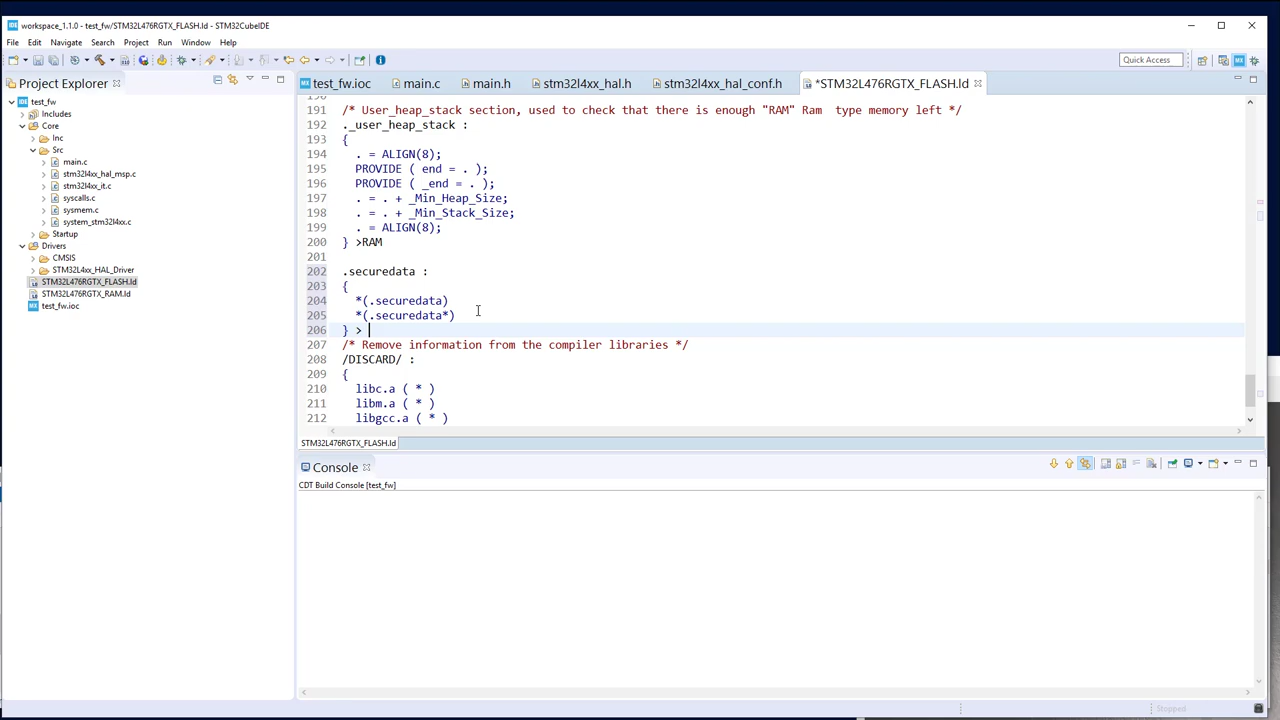 workspace_1.1.0 - test_fw/STM32L476RGTX_FLASH.ld - STM32CubeIDE
File Edit Navigate Search Project Run Window Help
Quick Access
Project Explorer
test_fw.ioc main.c main.h stm32l4xx_hal.h stm32l4xx_hal_conf.h *STM32L476RGTX_FLASH.ld
test_fw
Includes
Core
Inc
Src
main.c
stm32l4xx_hal_msp.c
stm32l4xx_it.c
syscalls.c
sysmem.c
system_stm32l4xx.c
Startup
Drivers
CMSIS
STM32L4xx_HAL_Driver
STM32L476RGTX_FLASH.ld
STM32L476RGTX_RAM.ld
test_fw.ioc
190
191 /* User_heap_stack section, used to check that there is enough "RAM" Ram  type memory left */
192 ._user_heap_stack :
193 {
194   . = ALIGN(8);
195   PROVIDE ( end = . );
196   PROVIDE ( _end = . );
197   . = . + _Min_Heap_Size;
198   . = . + _Min_Stack_Size;
199   . = ALIGN(8);
200 } >RAM
201
202 .securedata :
203 {
204   *(.securedata)
205   *(.securedata*)
206 } >
207 /* Remove information from the compiler libraries */
208 /DISCARD/ :
209 {
210   libc.a ( * )
211   libm.a ( * )
212   libgcc.a ( * )
STM32L476RGTX_FLASH.ld
Console
CDT Build Console [test_fw]
Stopped